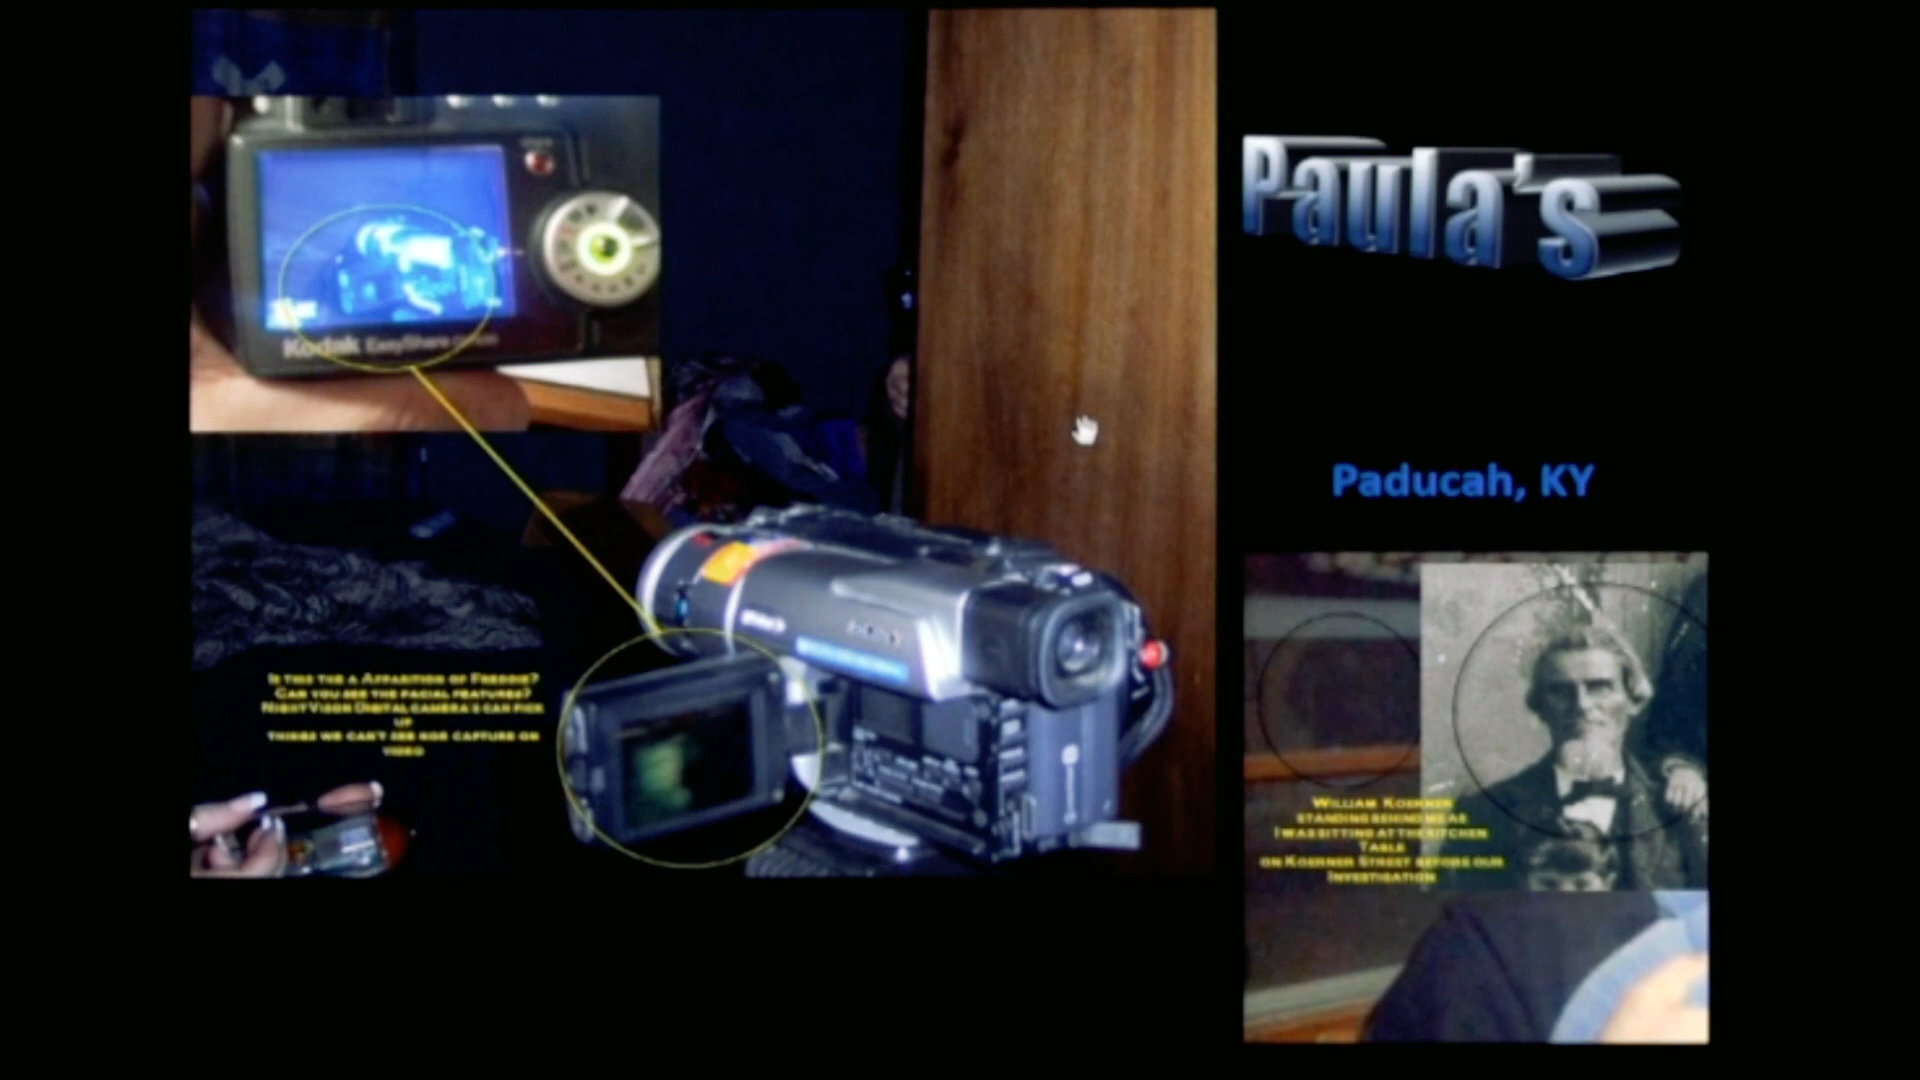 Paula's
Kodak EasyShare
Paducah, KY
SONY
IS THIS THE A APPARITION OF FREDDIE?
CAN YOU SEE THE FACIAL FEATURES?
NIGHTVISON DIGITAL CAMERA'S CAN PICK
UP
THINGS WE CAN'T SEE NOR CAPTURE ON
VIDEO
WILLIAM KOERNER
STANDING BEHIND ME AS
I WAS SITTING AT THE KITCHEN
TABLE
ON KOERNER STREET BEFORE OUR
INVESTIGATION